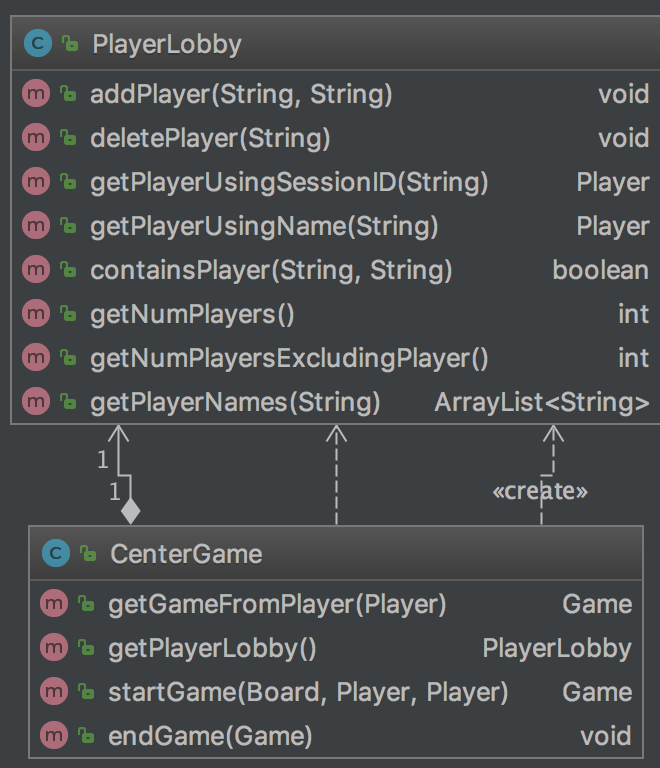 C PlayerLobby
m addPlayer(String, String) void
m deletePlayer(String) void
m getPlayerUsingSessionID(String) Player
m getPlayerUsingName(String) Player
m containsPlayer(String, String) boolean
m getNumPlayers() int
m getNumPlayersExcludingPlayer() int
m getPlayerNames(String) ArrayList<String>
1
1
«create»
C CenterGame
m getGameFromPlayer(Player) Game
m getPlayerLobby() PlayerLobby
m startGame(Board, Player, Player) Game
m endGame(Game) void